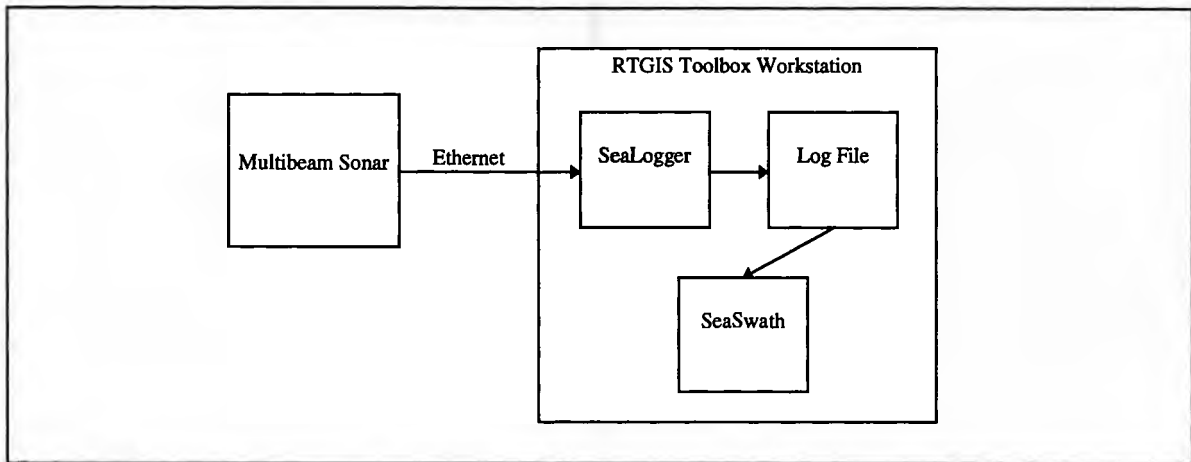 RTGIS Toolbox Workstation
Multibeam Sonar
Ethernet
SeaLogger
Log File
SeaSwath